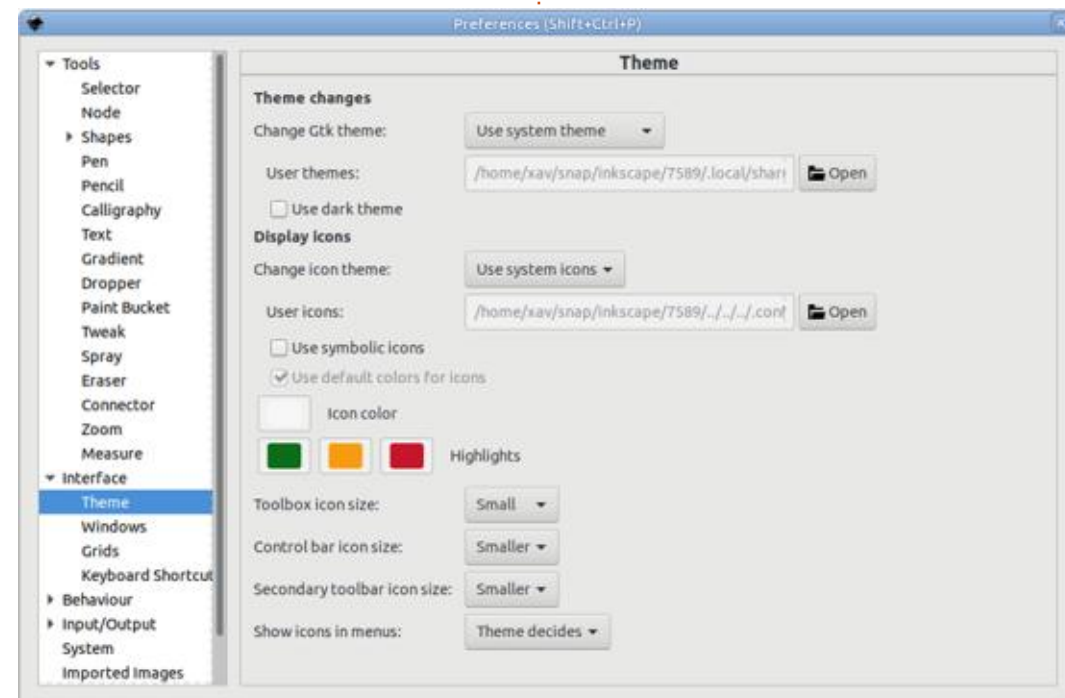 Preferences (Shift+Ctrl+P)
Tools
Selector
Node
Shapes
Pen
Pencil
Calligraphy
Text
Gradient
Dropper
Paint Bucket
Tweak
Spray
Eraser
Connector
Zoom
Measure
Interface
Theme
Windows
Grids
Keyboard Shortcut
Behaviour
Input/Output
System
Imported Images
Theme
Theme changes
Change Gtk theme: Use system theme
User themes: /home/xav/snap/inkscape/7589/.local/share Open
Use dark theme
Display icons
Change icon theme: Use system icons
User icons: /home/xav/snap/inkscape/7589/../../../.conf Open
Use symbolic icons
Use default colors for icons
Icon color
Highlights
Toolbox icon size: Small
Control bar icon size: Smaller
Secondary toolbar icon size: Smaller
Show icons in menus: Theme decides